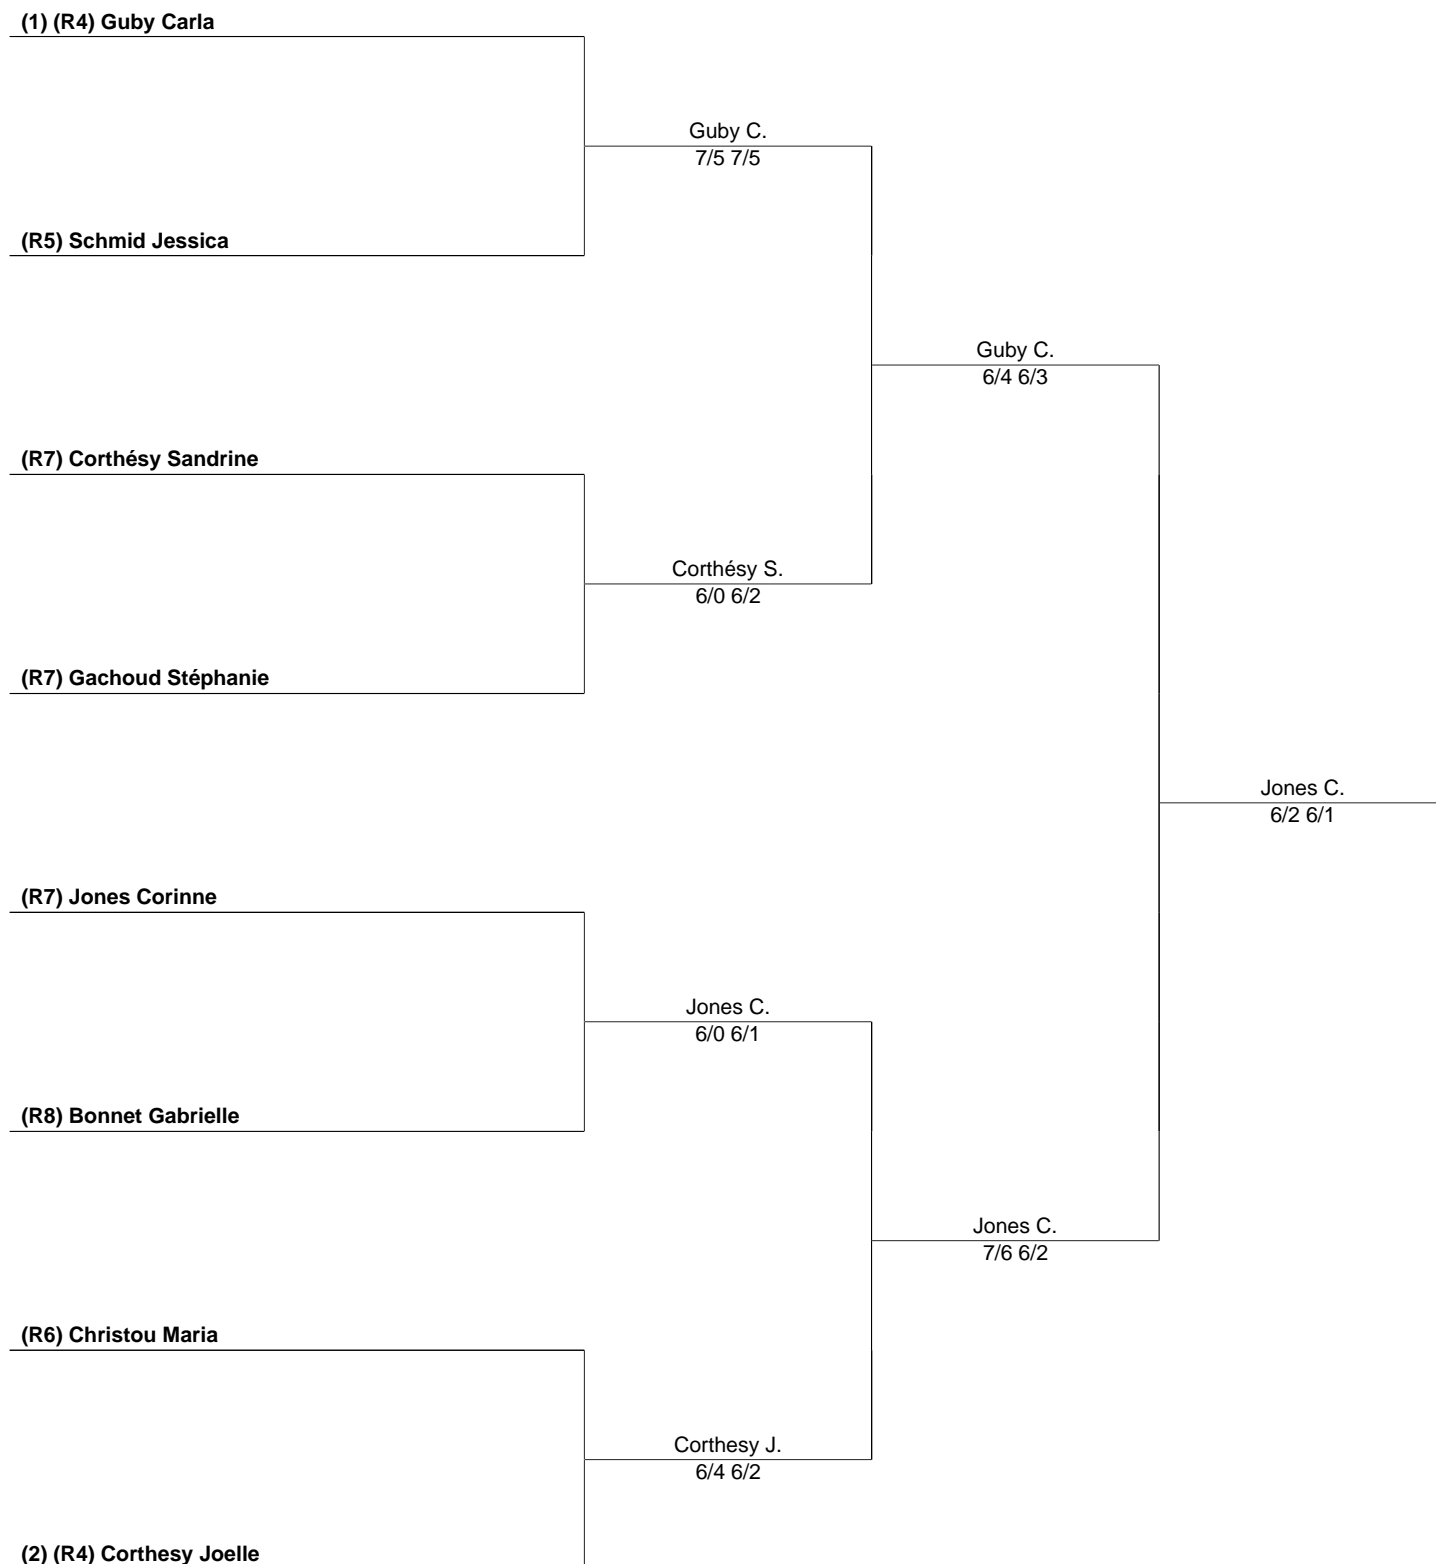 (1) (R4) Guby Carla
Guby C.
7/5 7/5
(R5) Schmid Jessica
Guby C.
6/4 6/3
(R7) Corthésy Sandrine
Corthésy S.
6/0 6/2
(R7) Gachoud Stéphanie
Jones C.
6/2 6/1
(R7) Jones Corinne
Jones C.
6/0 6/1
(R8) Bonnet Gabrielle
Jones C.
7/6 6/2
(R6) Christou Maria
Corthesy J.
6/4 6/2
(2) (R4) Corthesy Joelle